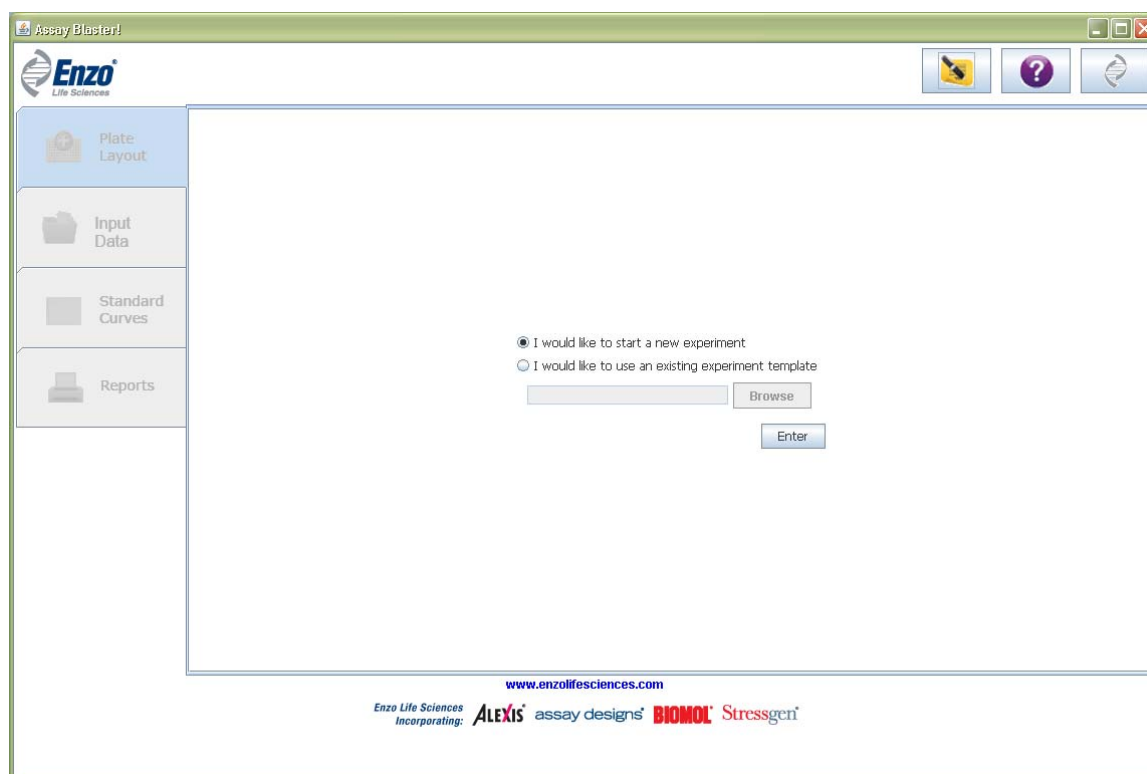 Assay Blaster!
Enzo®
Life Sciences
?
Plate
Layout
Input
Data
Standard
Curves
Reports
I would like to start a new experiment
I would like to use an existing experiment template
Browse
Enter
www.enzolifesciences.com
Enzo Life Sciences
Incorporating:
ALEXIS® assay designs® BIOMOL® Stressgen®